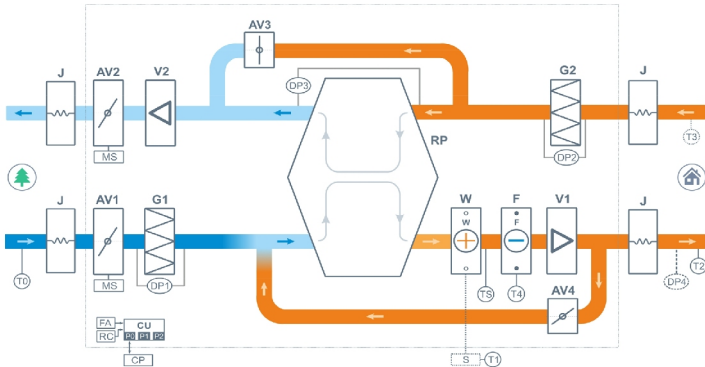 AV3
J
AV2
V2
G2
J
DP3
RP
T3
MS
DP2
J
AV1
G1
W
F
V1
J
W
F
T0
DP1
MS
TS
T4
DP4
T2
AV4
FA
CU
RC
P0 P1 P2
CP
S
T1